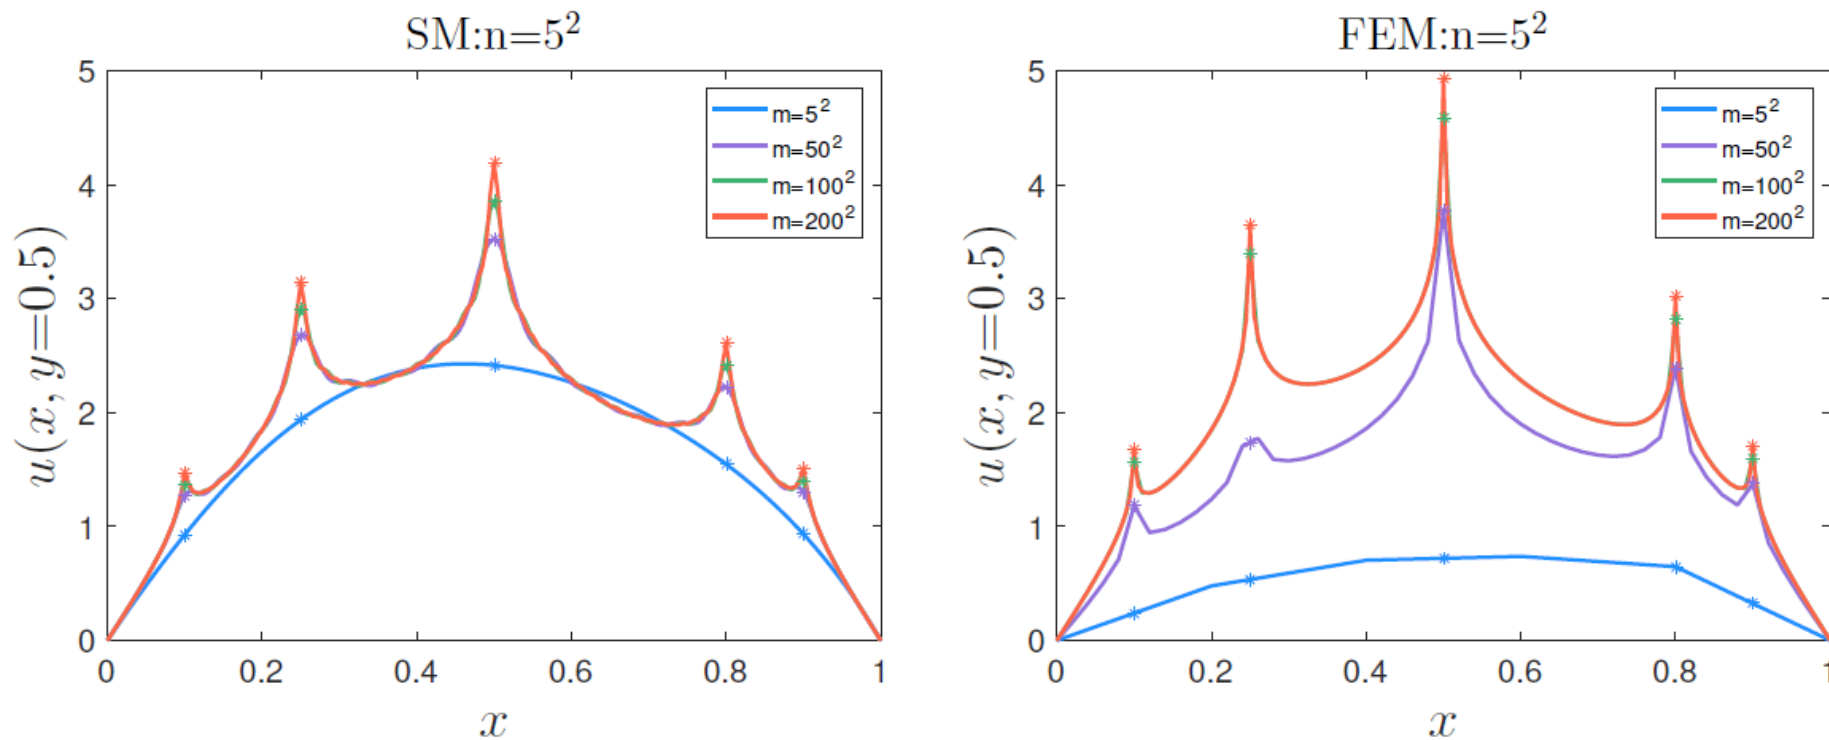 SM:n=5²
5
4
3
2
1
0
u(x, y=0.5)
m=5²
m=50²
m=100²
m=200²
0 0.2 0.4 0.6 0.8 1
x
FEM:n=5²
5
4
3
2
1
0
u(x, y=0.5)
m=5²
m=50²
m=100²
m=200²
0 0.2 0.4 0.6 0.8 1
x